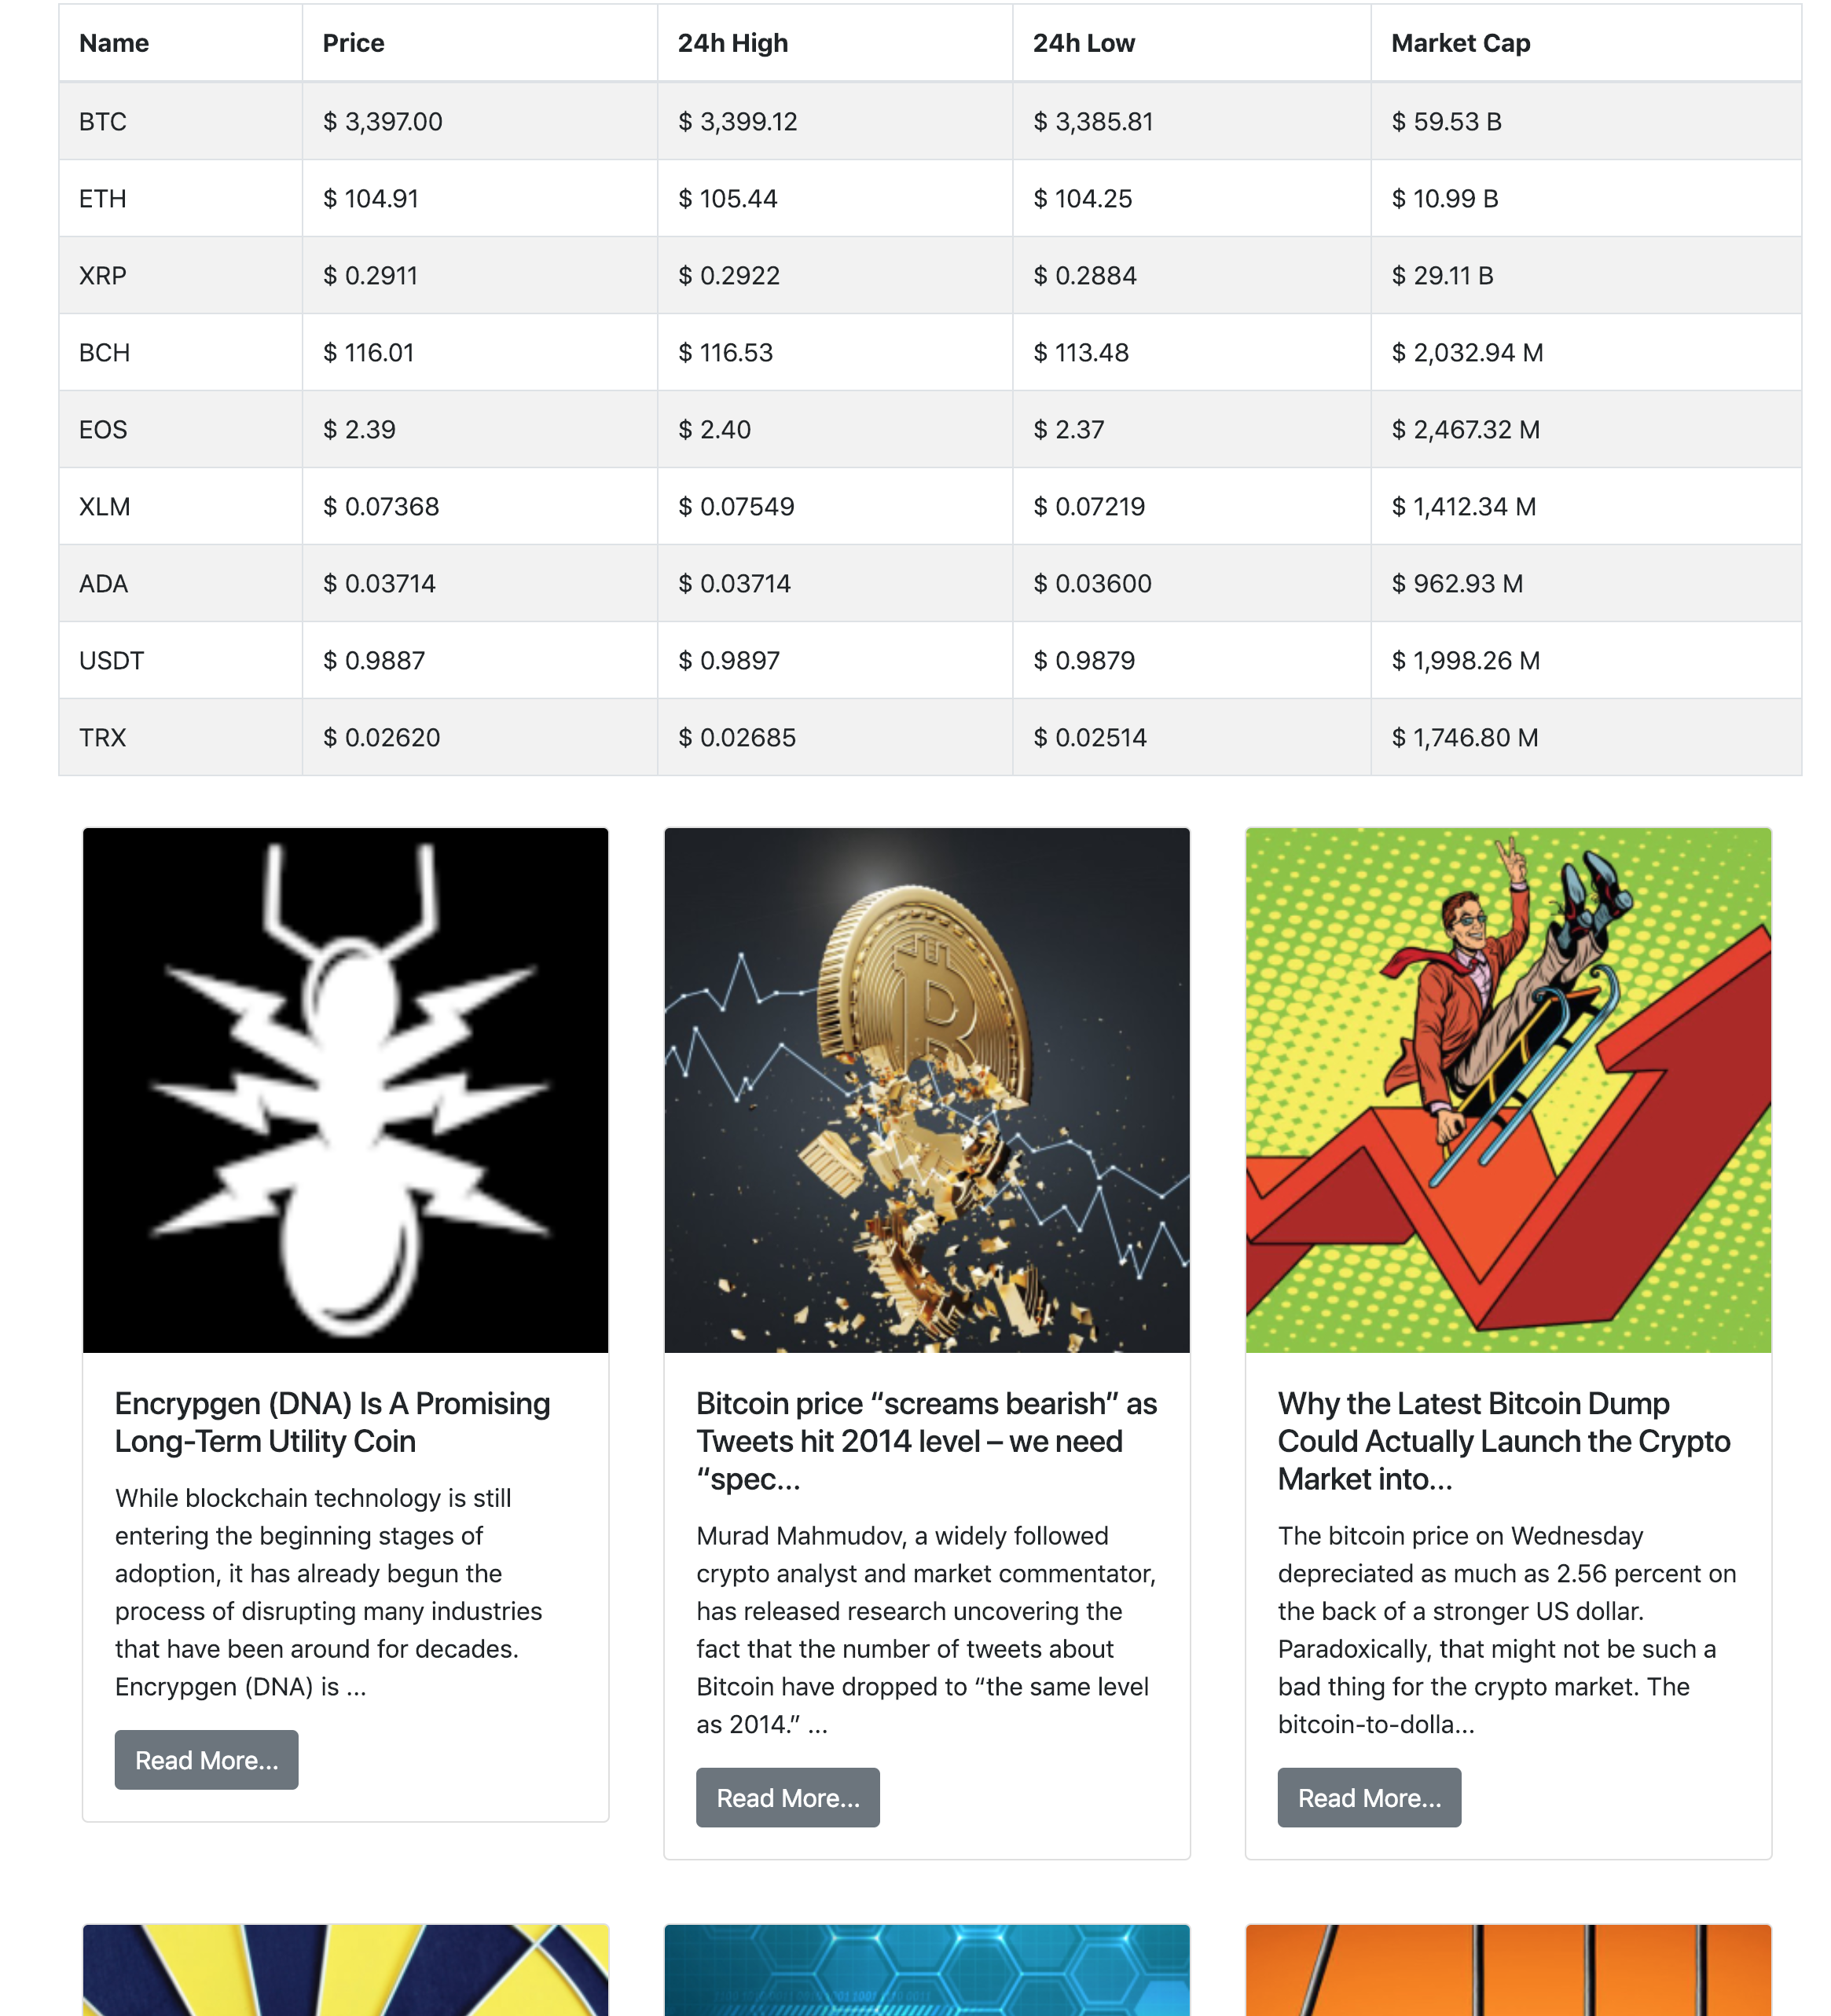 Name Price 24h High 24h Low Market Cap
BTC $ 3,397.00 $ 3,399.12 $ 3,385.81 $ 59.53 B
ETH $ 104.91 $ 105.44 $ 104.25 $ 10.99 B
XRP $ 0.2911 $ 0.2922 $ 0.2884 $ 29.11 B
BCH $ 116.01 $ 116.53 $ 113.48 $ 2,032.94 M
EOS $ 2.39 $ 2.40 $ 2.37 $ 2,467.32 M
XLM $ 0.07368 $ 0.07549 $ 0.07219 $ 1,412.34 M
ADA $ 0.03714 $ 0.03714 $ 0.03600 $ 962.93 M
USDT $ 0.9887 $ 0.9897 $ 0.9879 $ 1,998.26 M
TRX $ 0.02620 $ 0.02685 $ 0.02514 $ 1,746.80 M
Encrypgen (DNA) Is A Promising
Long-Term Utility Coin
While blockchain technology is still
entering the beginning stages of
adoption, it has already begun the
process of disrupting many industries
that have been around for decades.
Encrypgen (DNA) is ...
Read More...
Bitcoin price “screams bearish” as
Tweets hit 2014 level – we need
“spec...
Murad Mahmudov, a widely followed
crypto analyst and market commentator,
has released research uncovering the
fact that the number of tweets about
Bitcoin have dropped to “the same level
as 2014.” ...
Read More...
Why the Latest Bitcoin Dump
Could Actually Launch the Crypto
Market into...
The bitcoin price on Wednesday
depreciated as much as 2.56 percent on
the back of a stronger US dollar.
Paradoxically, that might not be such a
bad thing for the crypto market. The
bitcoin-to-dolla...
Read More...